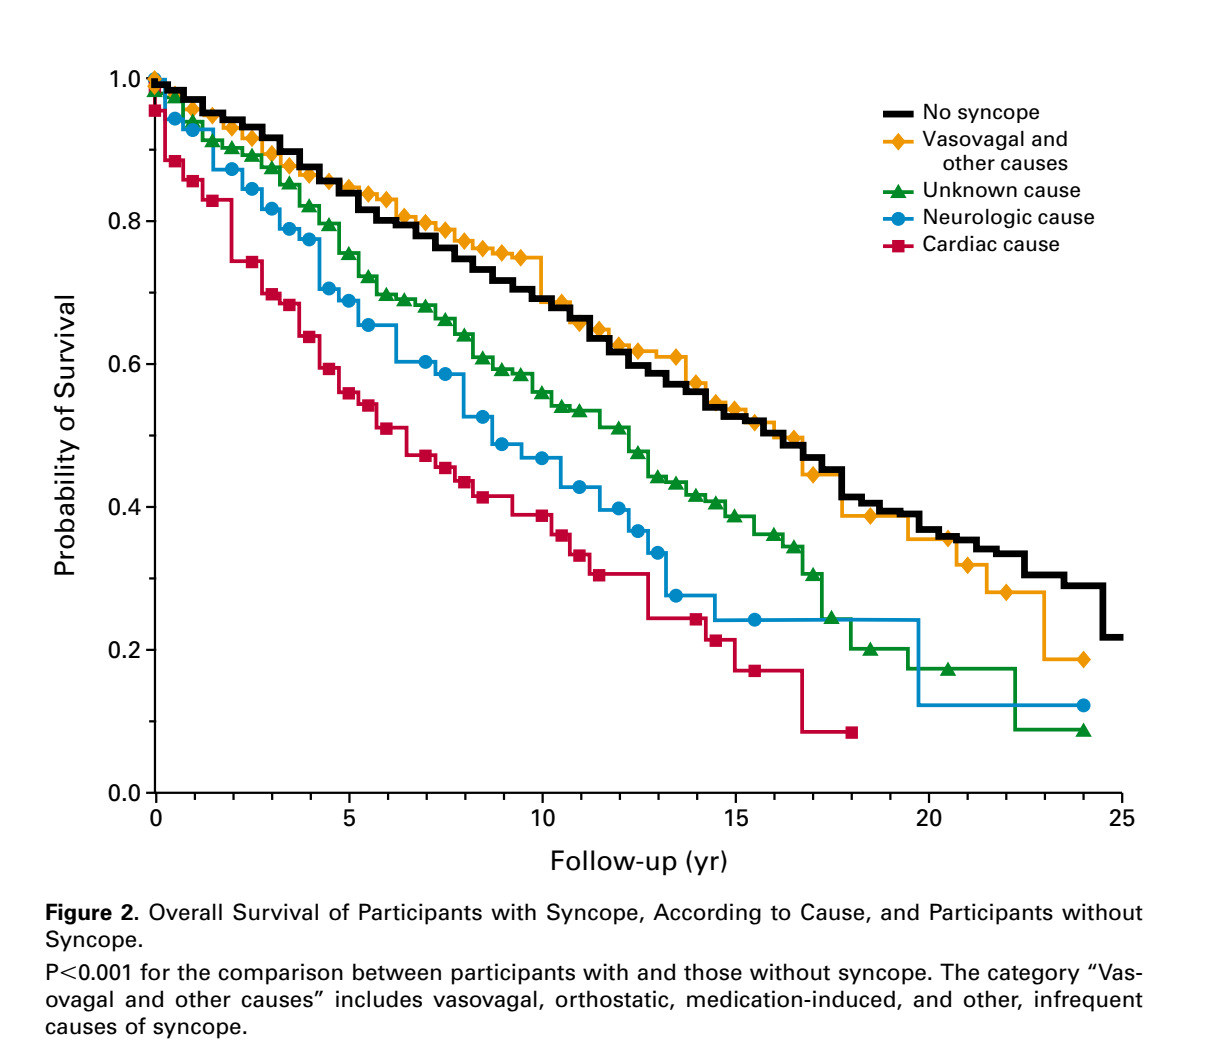 1.0
0.8
0.6
0.4
0.2
0.0
Probability of Survival
No syncope
Vasovagal and
other causes
Unknown cause
Neurologic cause
Cardiac cause
0 5 10 15 20 25
Follow-up (yr)
Figure 2. Overall Survival of Participants with Syncope, According to Cause, and Participants without
Syncope.
P<0.001 for the comparison between participants with and those without syncope. The category “Vas-
ovagal and other causes” includes vasovagal, orthostatic, medication-induced, and other, infrequent
causes of syncope.